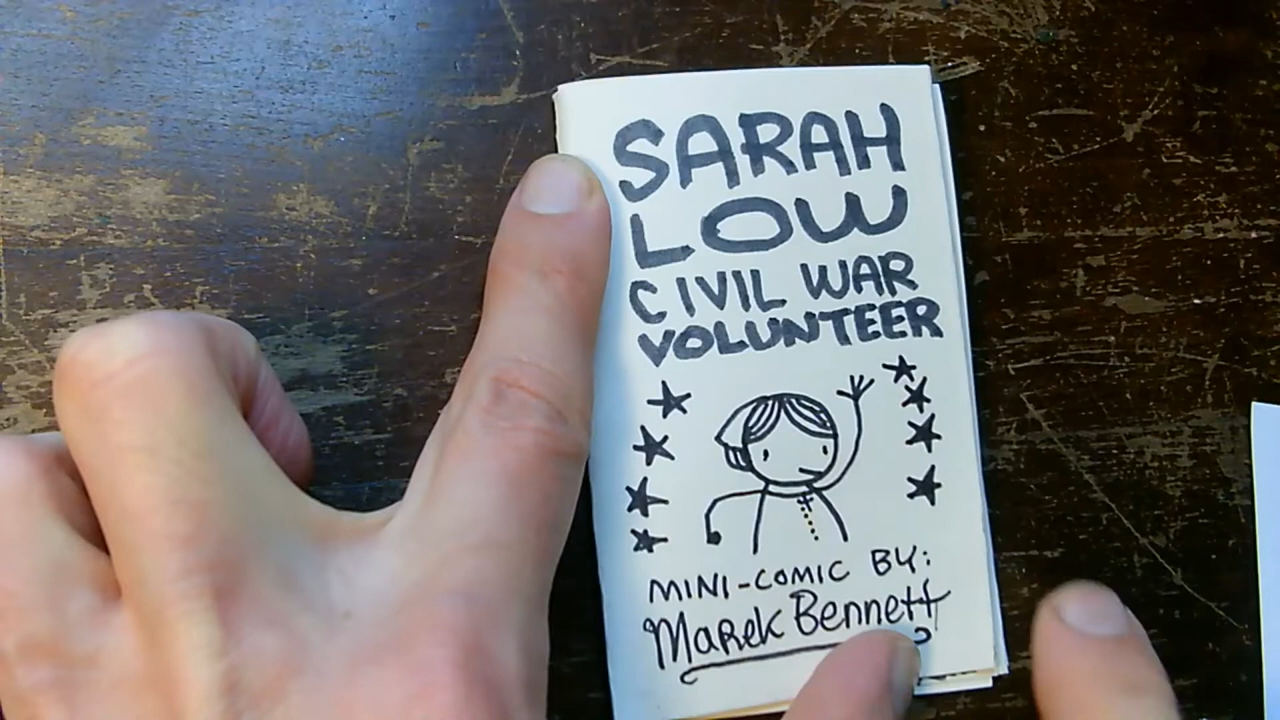 SARAH
LOW
CIVIL WAR
VOLUNTEER
MINI-COMIC BY:
Marek Bennett